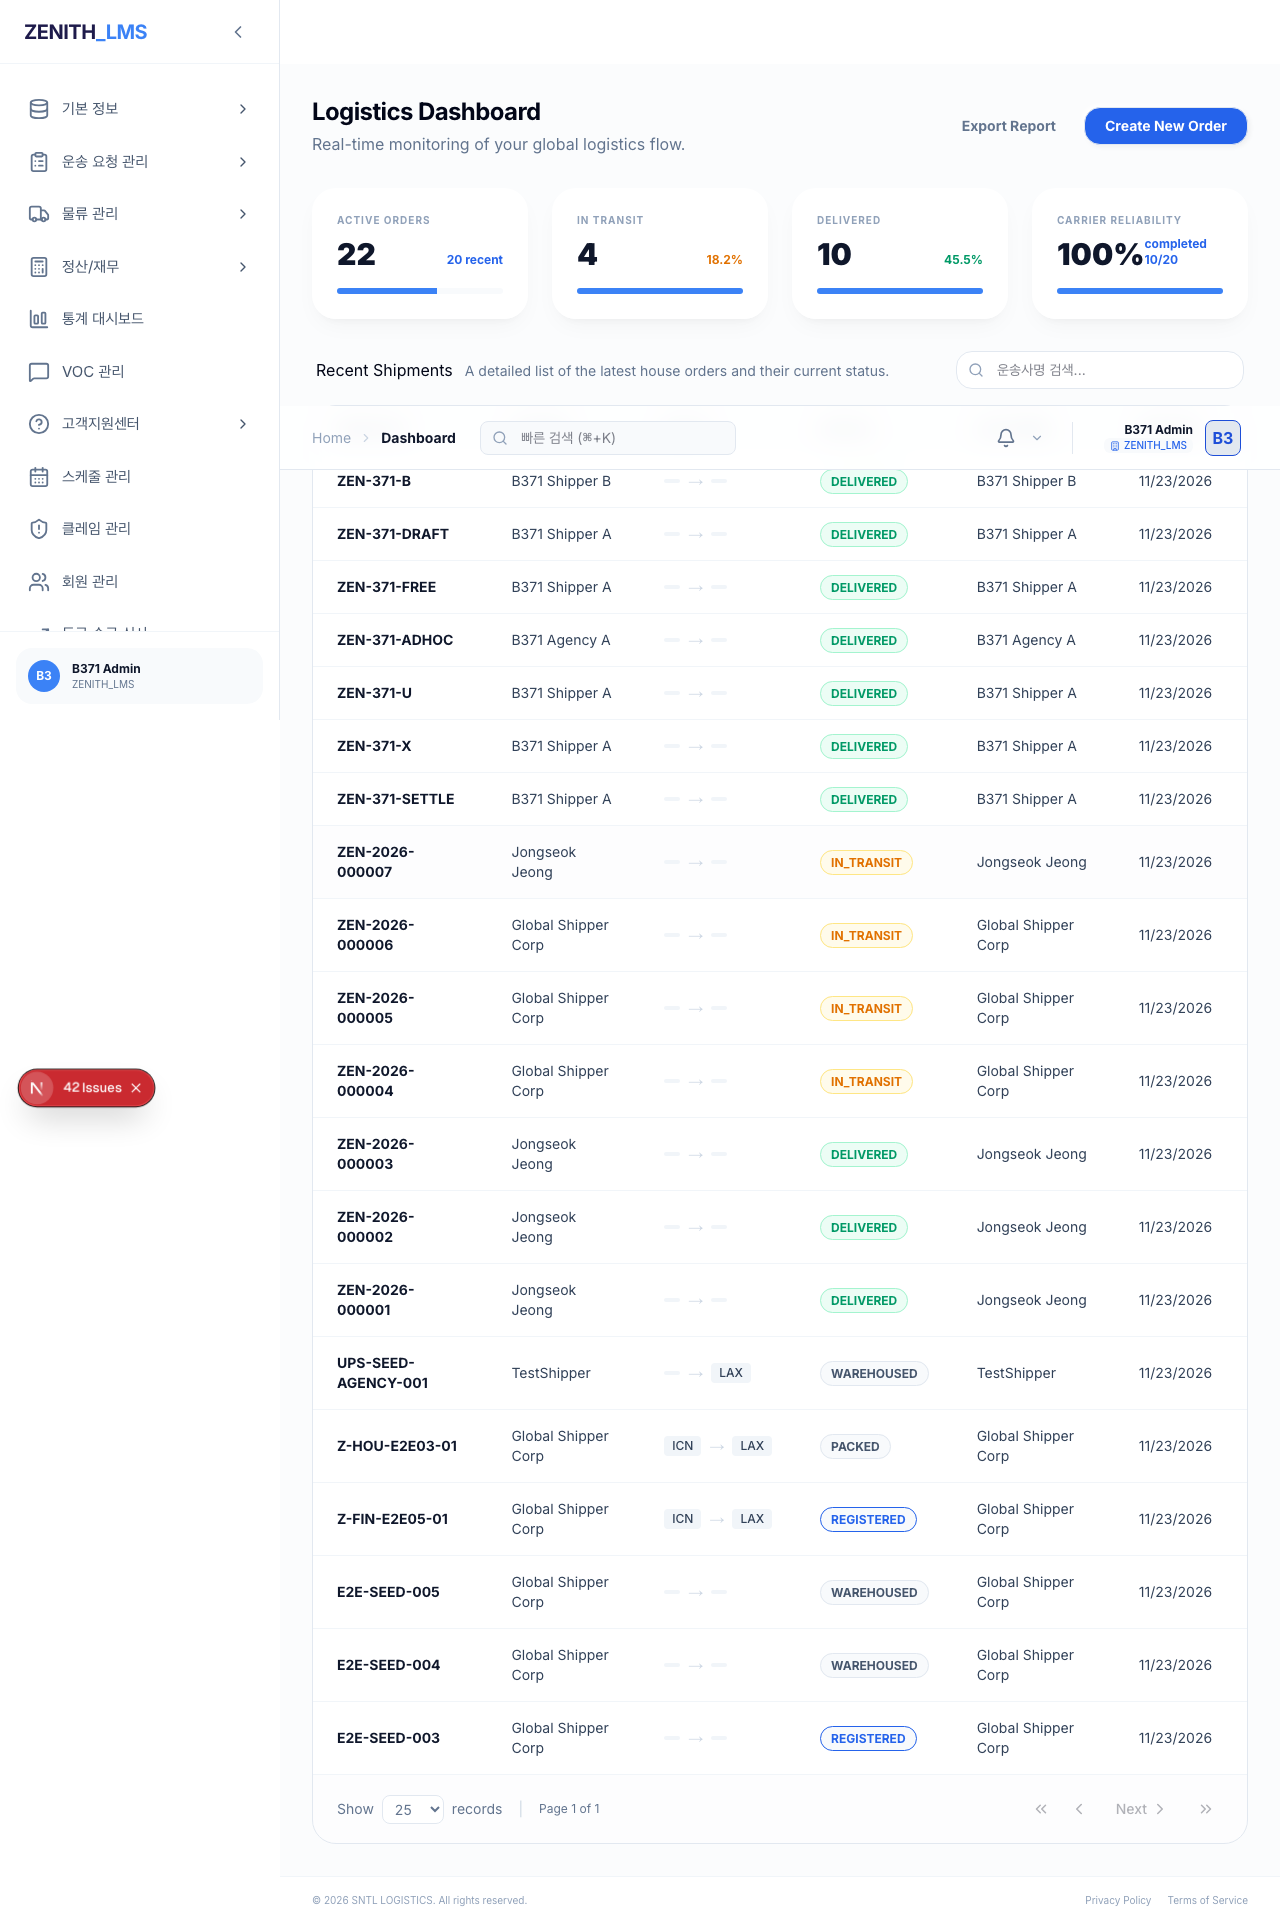 ZENITH_LMS
기본 정보
운송 요청 관리
물류 관리
정산/재무
통계 대시보드
VOC 관리
고객지원센터
스케줄 관리
클레임 관리
회원 관리
B3
B371 Admin
ZENITH_LMS
42 Issues
Logistics Dashboard
Real-time monitoring of your global logistics flow.
Export Report
Create New Order
ACTIVE ORDERS
22
20 recent
IN TRANSIT
4
18.2%
DELIVERED
10
45.5%
CARRIER RELIABILITY
100%
completed
10/20
Recent Shipments A detailed list of the latest house orders and their current status.
운송사명 검색...
Home > Dashboard
빠른 검색 (⌘+K)
B371 Admin
ZENITH_LMS
B3
ZEN-371-B B371 Shipper B → DELIVERED B371 Shipper B 11/23/2026
ZEN-371-DRAFT B371 Shipper A → DELIVERED B371 Shipper A 11/23/2026
ZEN-371-FREE B371 Shipper A → DELIVERED B371 Shipper A 11/23/2026
ZEN-371-ADHOC B371 Agency A → DELIVERED B371 Agency A 11/23/2026
ZEN-371-U B371 Shipper A → DELIVERED B371 Shipper A 11/23/2026
ZEN-371-X B371 Shipper A → DELIVERED B371 Shipper A 11/23/2026
ZEN-371-SETTLE B371 Shipper A → DELIVERED B371 Shipper A 11/23/2026
ZEN-2026-
000007
Jongseok
Jeong
→ IN_TRANSIT Jongseok Jeong 11/23/2026
ZEN-2026-
000006
Global Shipper
Corp
→ IN_TRANSIT
Global Shipper
Corp
11/23/2026
ZEN-2026-
000005
Global Shipper
Corp
→ IN_TRANSIT
Global Shipper
Corp
11/23/2026
ZEN-2026-
000004
Global Shipper
Corp
→ IN_TRANSIT
Global Shipper
Corp
11/23/2026
ZEN-2026-
000003
Jongseok
Jeong
→ DELIVERED Jongseok Jeong 11/23/2026
ZEN-2026-
000002
Jongseok
Jeong
→ DELIVERED Jongseok Jeong 11/23/2026
ZEN-2026-
000001
Jongseok
Jeong
→ DELIVERED Jongseok Jeong 11/23/2026
UPS-SEED-
AGENCY-001
TestShipper → LAX WAREHOUSED TestShipper 11/23/2026
Z-HOU-E2E03-01
Global Shipper
Corp
ICN → LAX PACKED
Global Shipper
Corp
11/23/2026
Z-FIN-E2E05-01
Global Shipper
Corp
ICN → LAX REGISTERED
Global Shipper
Corp
11/23/2026
E2E-SEED-005
Global Shipper
Corp
→ WAREHOUSED
Global Shipper
Corp
11/23/2026
E2E-SEED-004
Global Shipper
Corp
→ WAREHOUSED
Global Shipper
Corp
11/23/2026
E2E-SEED-003
Global Shipper
Corp
→ REGISTERED
Global Shipper
Corp
11/23/2026
Show 25 records | Page 1 of 1
Next
© 2026 SNTL LOGISTICS. All rights reserved.
Privacy Policy Terms of Service